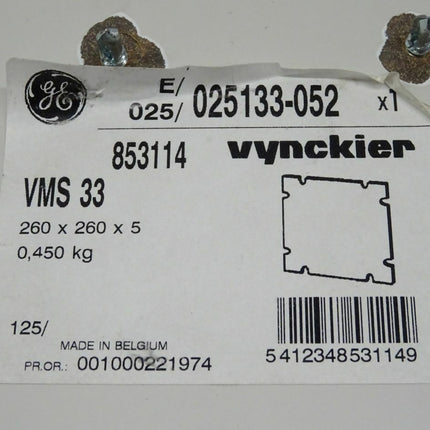 GE
E/
025/ 025133-052 x1
853114 vynckier
VMS 33
260 x 260 x 5
0,450 kg
125/
MADE IN BELGIUM
PR.OR.: 001000221974
5 412348 531149